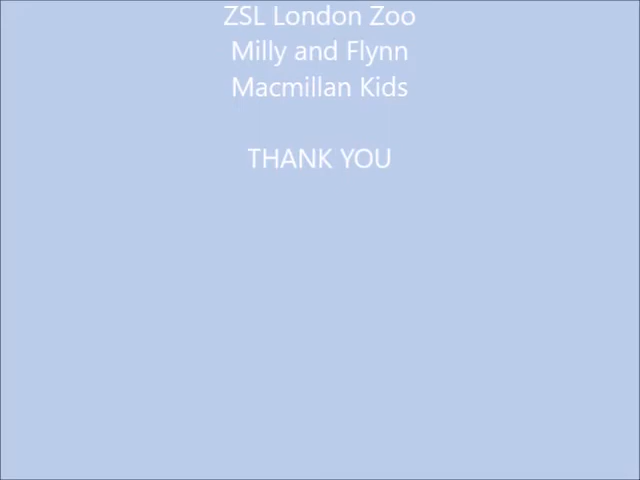 ZSL London Zoo
Milly and Flynn
Macmillan Kids
THANK YOU